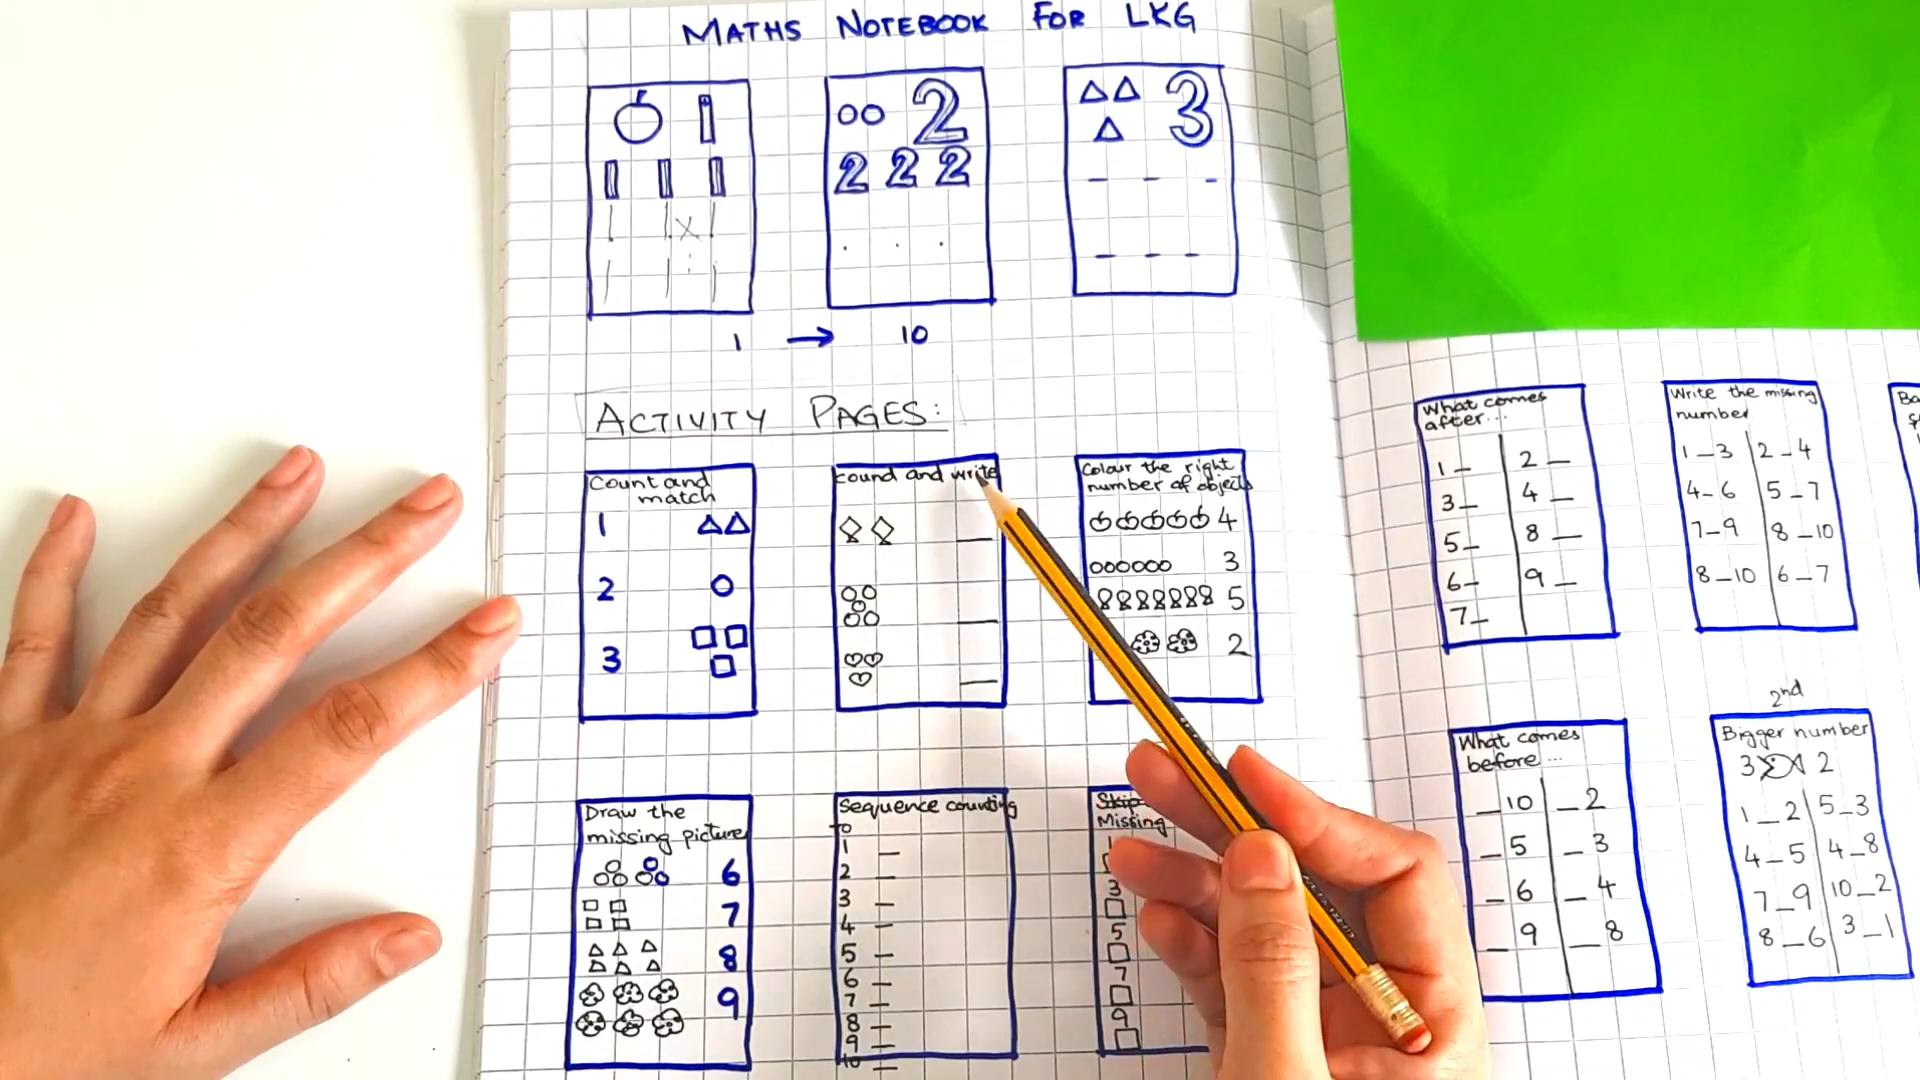 MATHS NOTEBOOK FOR LKG
2
2 2 2
3
1 → 10
ACTIVITY PAGES:
Count and
match
1
2
3
cound and write
Colour the right
number of objects
4
3
5
2
Draw the
missing picture
6
7
8
9
Sequence counting
1 _
2 _
3 _
4 _
5 _
6 _
7 _
8 _
9 _
10 _
Skip
Missing
1
3
5
7
9
What comes
after...
1 _ 2 _
3 _ 4 _
5 _ 8 _
6 _ 9 _
7 _
Write the missing
number
1 _ 3 2 _ 4
4 _ 6 5 _ 7
7 _ 9 8 _ 10
8 _ 10 6 _ 7
What comes
before ...
_ 10 _ 2
_ 5 _ 3
_ 6 _ 4
_ 9 _ 8
2nd
Bigger number
3 2
1 _ 2 5 _ 3
4 _ 5 4 _ 8
7 _ 9 10 _ 2
8 _ 6 3 _ 1